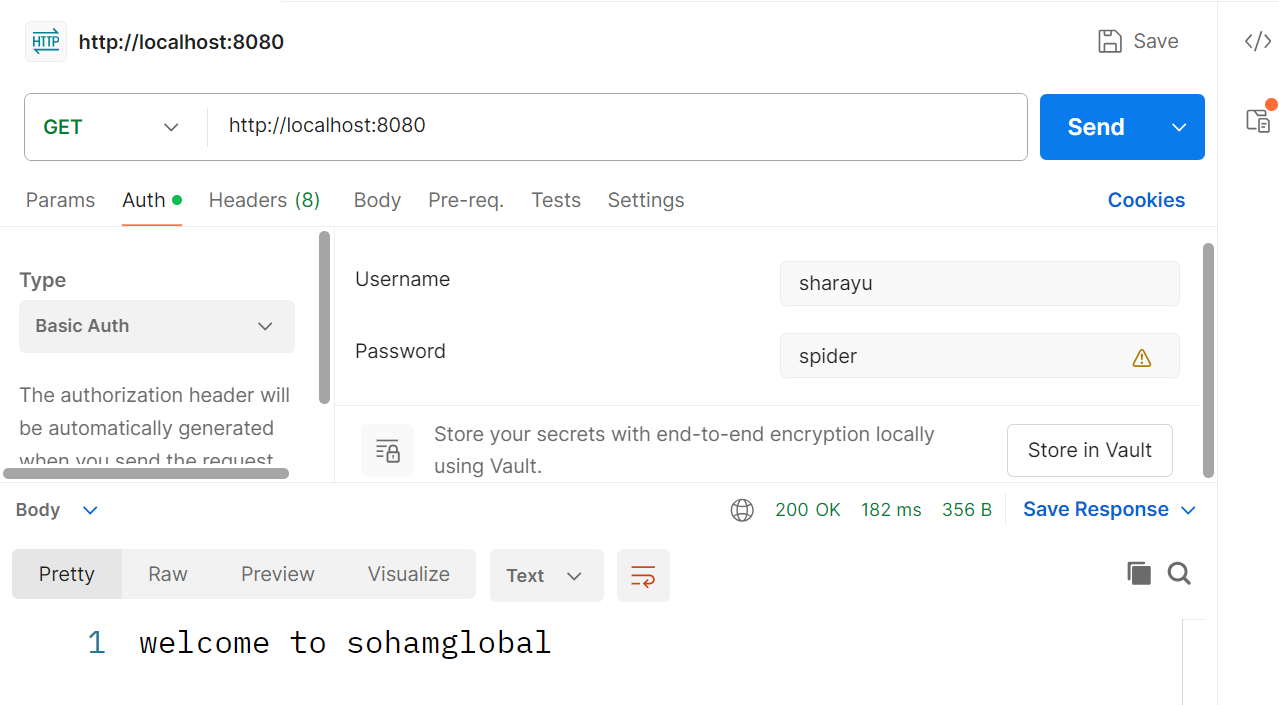 HTTP http://localhost:8080 Save </>
GET http://localhost:8080 Send
Params Auth Headers (8) Body Pre-req. Tests Settings Cookies
Type
Basic Auth
The authorization header will
be automatically generated
when you send the request.
Username sharayu
Password spider
Store your secrets with end-to-end encryption locally
using Vault.
Store in Vault
Body 200 OK 182 ms 356 B Save Response
Pretty Raw Preview Visualize Text
1 welcome to sohamglobal